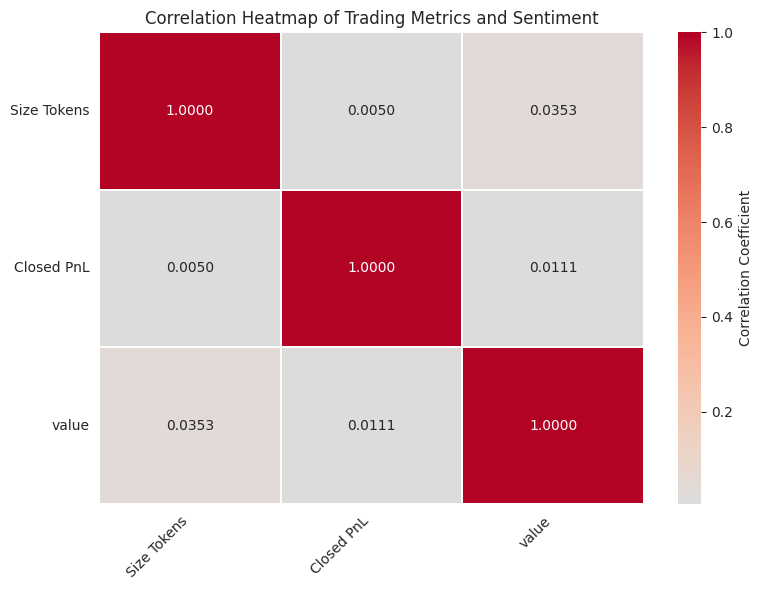 Correlation Heatmap of Trading Metrics and Sentiment
Size Tokens 1.0000 0.0050 0.0353
Closed PnL 0.0050 1.0000 0.0111
value 0.0353 0.0111 1.0000
Size Tokens Closed PnL value
1.0
0.8
0.6
0.4
0.2
Correlation Coefficient